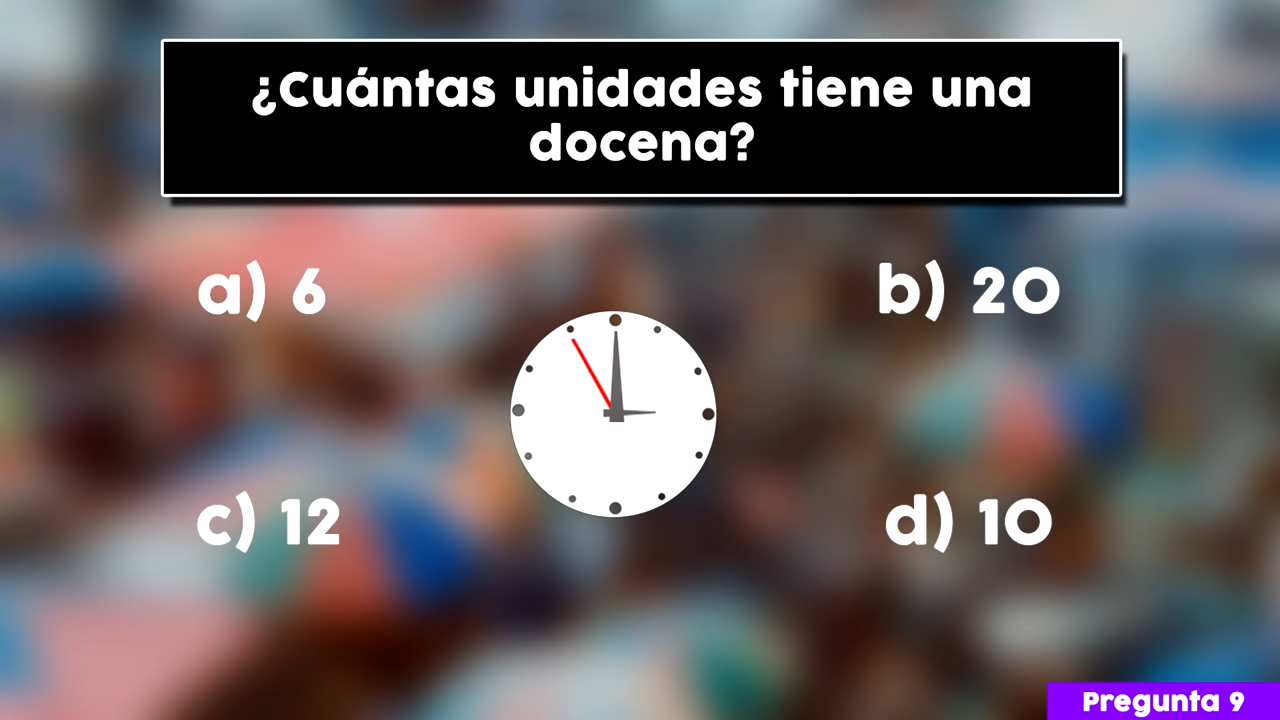 ¿Cuántas unidades tiene una
docena?
a) 6
b) 20
c) 12
d) 10
Pregunta 9